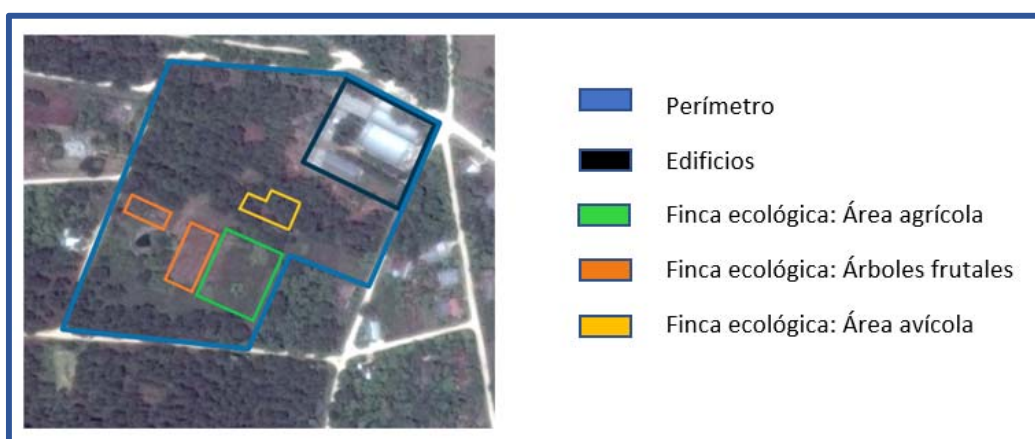 Perímetro
Edificios
Finca ecológica: Área agrícola
Finca ecológica: Árboles frutales
Finca ecológica: Área avícola